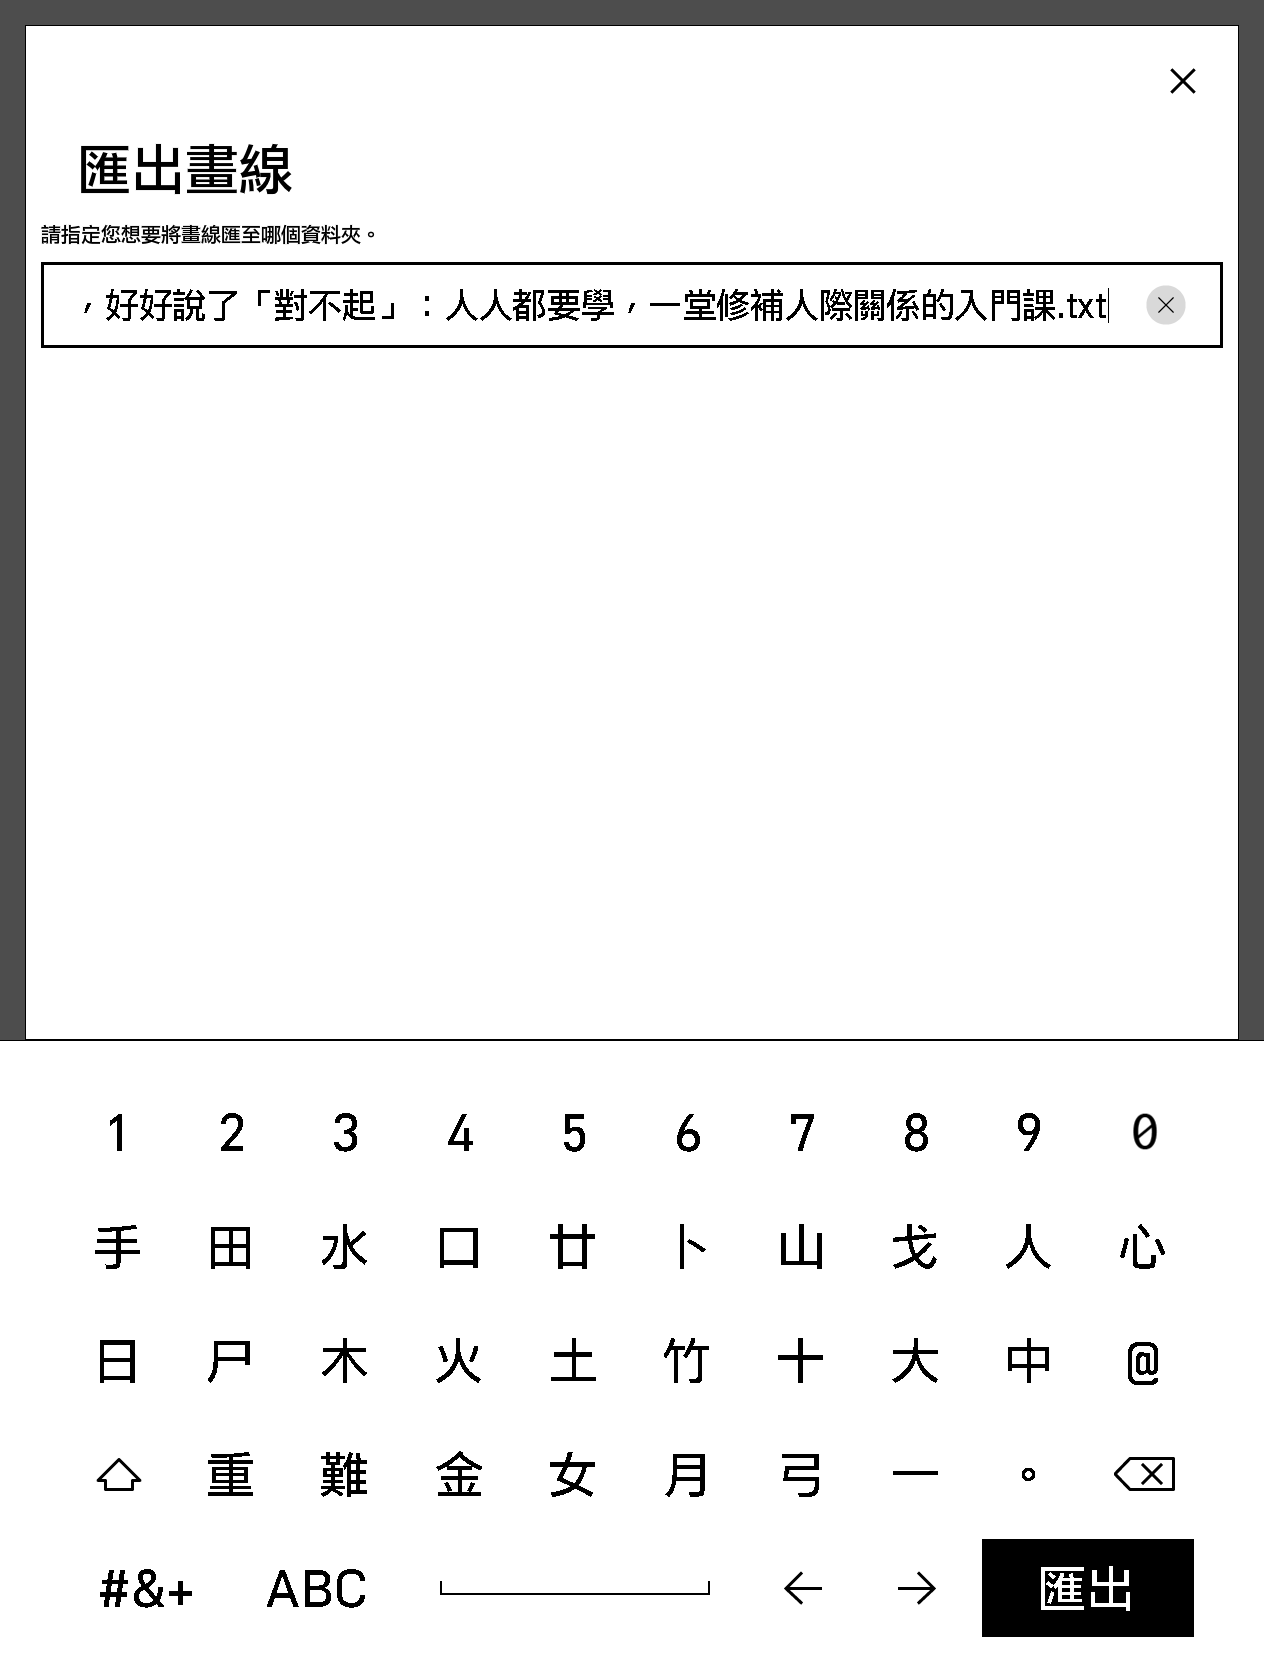 匯出畫線
請指定您想要將畫線匯至哪個資料夾。
，好好說了「對不起」：人人都要學，一堂修補人際關係的入門課.txt
1 2 3 4 5 6 7 8 9 0
手 田 水 口 廿 卜 山 戈 人 心
日 尸 木 火 土 竹 十 大 中 @
重 難 金 女 月 弓 一 。
#&+ ABC 匯出